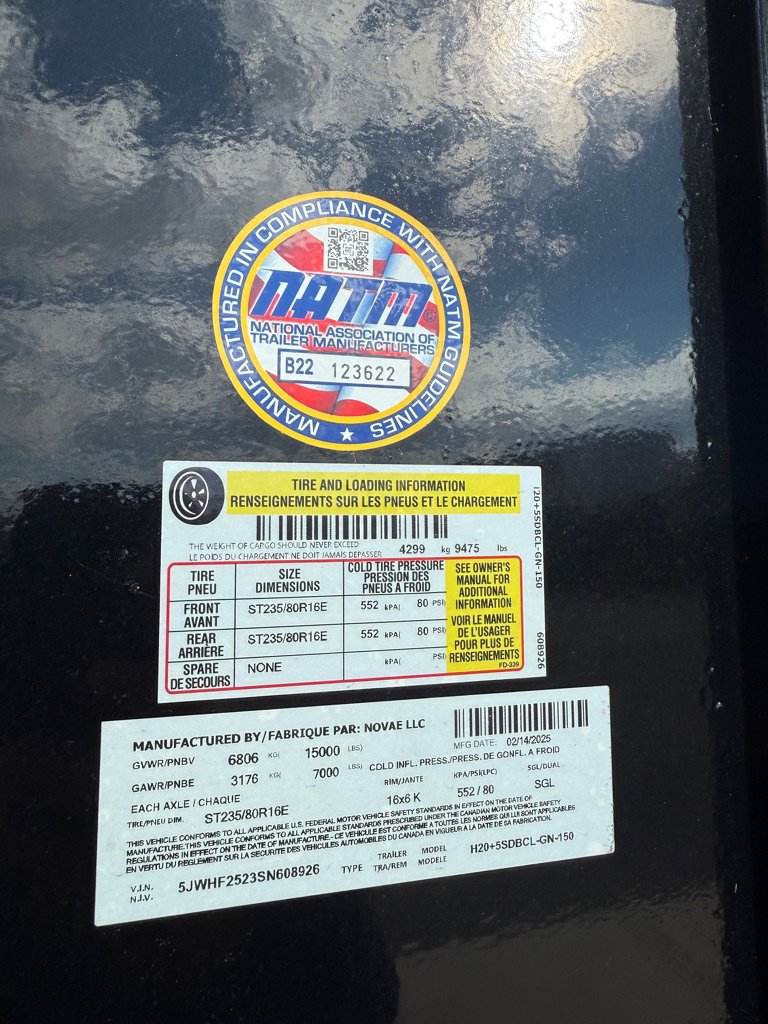 MANUFACTURED IN COMPLIANCE WITH NATM GUIDELINES
NATM ©
NATIONAL ASSOCIATION OF
TRAILER MANUFACTURERS
B22 123622
TIRE AND LOADING INFORMATION
RENSEIGNEMENTS SUR LES PNEUS ET LE CHARGEMENT
THE WEIGHT OF CARGO SHOULD NEVER EXCEED
LE POIDS DU CHARGEMENT NE DOIT JAMAIS DEPASSER 4299 kg 9475 lbs
TIRE PNEU SIZE DIMENSIONS COLD TIRE PRESSURE PRESSION DES PNEUS A FROID
FRONT AVANT ST235/80R16E 552 kPA( 80 PSI)
REAR ARRIÈRE ST235/80R16E 552 kPA( 80 PSI)
SPARE DE SECOURS NONE kPA( PSI)
SEE OWNER'S
MANUAL FOR
ADDITIONAL
INFORMATION
VOIR LE MANUEL
DE L'USAGER
POUR PLUS DE
RENSEIGNEMENTS
FD-339
I20+5SDBCL-GN-150
608926
MANUFACTURED BY/FABRIQUE PAR: NOVAE LLC
MFG DATE: 02/14/2025
GVWR/PNBV 6806 KG( 15000 LBS)
GAWR/PNBE 3176 KG( 7000 LBS) COLD INFL. PRESS./PRESS. DE GONFL. A FROID
EACH AXLE / CHAQUE RIM/JANTE KPA/PSI(LPC) SGL/DUAL
TIRE/PNEU DIM. ST235/80R16E 16x6 K 552 / 80 SGL
THIS VEHICLE CONFORMS TO ALL APPLICABLE U.S. FEDERAL MOTOR VEHICLE SAFETY STANDARDS IN EFFECT ON THE DATE OF
MANUFACTURE.THIS VEHICLE CONFORMS TO ALL APPLICABLE STANDARDS PRESCRIBED UNDER THE CANADIAN MOTOR VEHICLE SAFETY
REGULATIONS IN EFFECT ON THE DATE OF MANUFACTURE.- CE VEHICULE EST CONFORME A TOUTES LES NORMES QUI LUI SONT APPLICABLES
EN VERTU DU REGLEMENT SUR LA SECURITE DES VEHICULES AUTOMOBILES DU CANADA EN VIGUEUR A LA DATE DE SA FABRICATION.
V.I.N.
N.I.V. 5JWHF2523SN608926 TYPE TRAILER TRA/REM MODEL MODELE H20+5SDBCL-GN-150